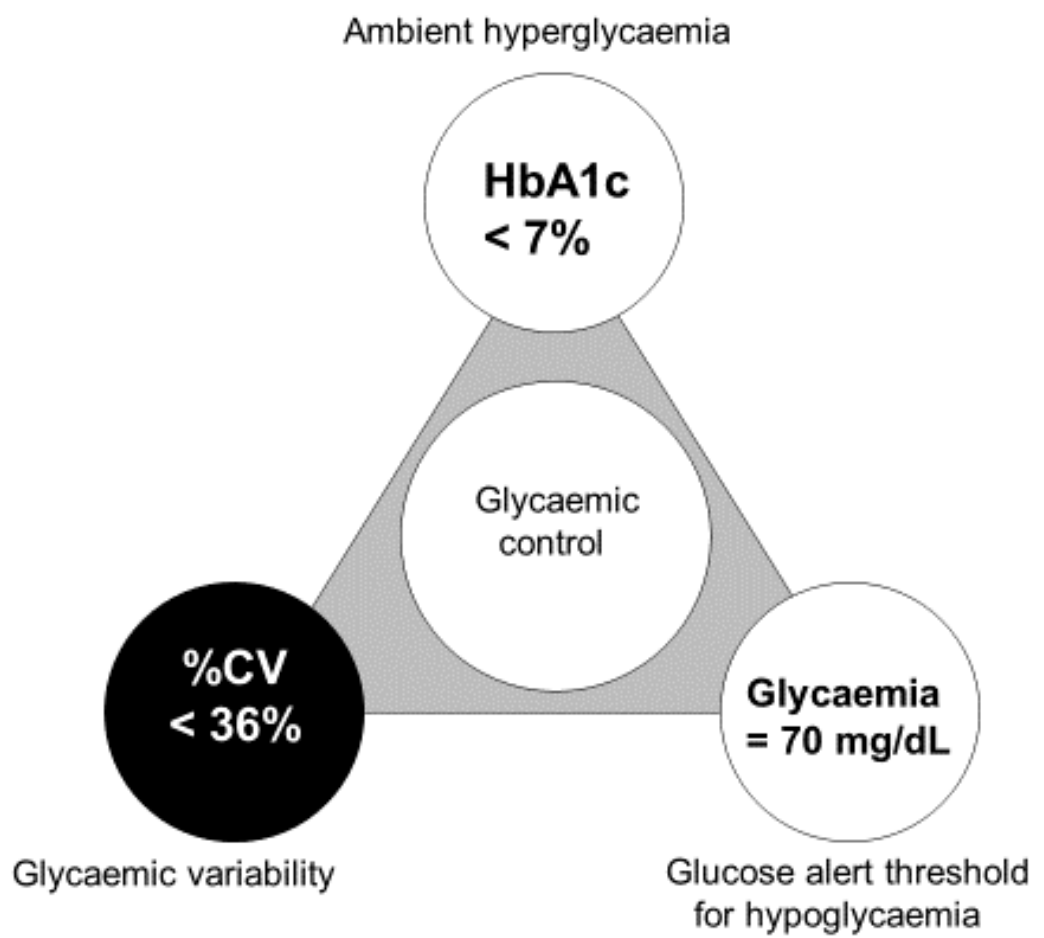 Ambient hyperglycaemia
HbA1c
< 7%
Glycaemic
control
%CV
< 36%
Glycaemia
= 70 mg/dL
Glycaemic variability
Glucose alert threshold
for hypoglycaemia